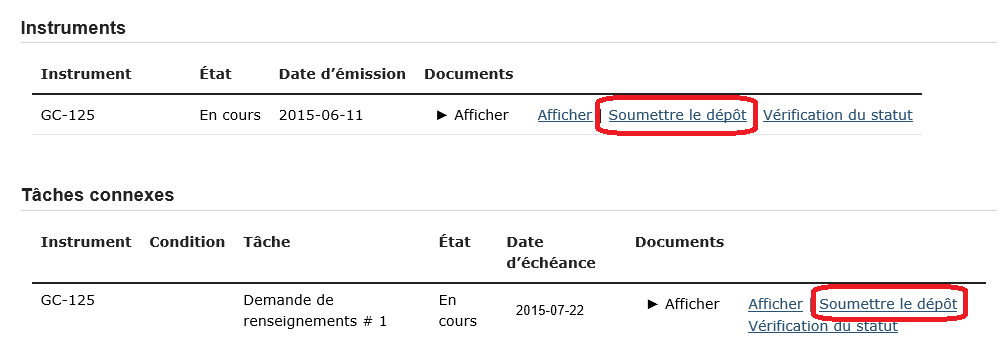 Instruments
Instrument État Date d’émission Documents
GC-125 En cours 2015-06-11 ► Afficher Afficher | Soumettre le dépôt Vérification du statut
Tâches connexes
Instrument Condition Tâche État Date Documents
d’échéance
GC-125 Demande de En 2015-07-22 ► Afficher Afficher | Soumettre le dépôt
renseignements # 1 cours Vérification du statut